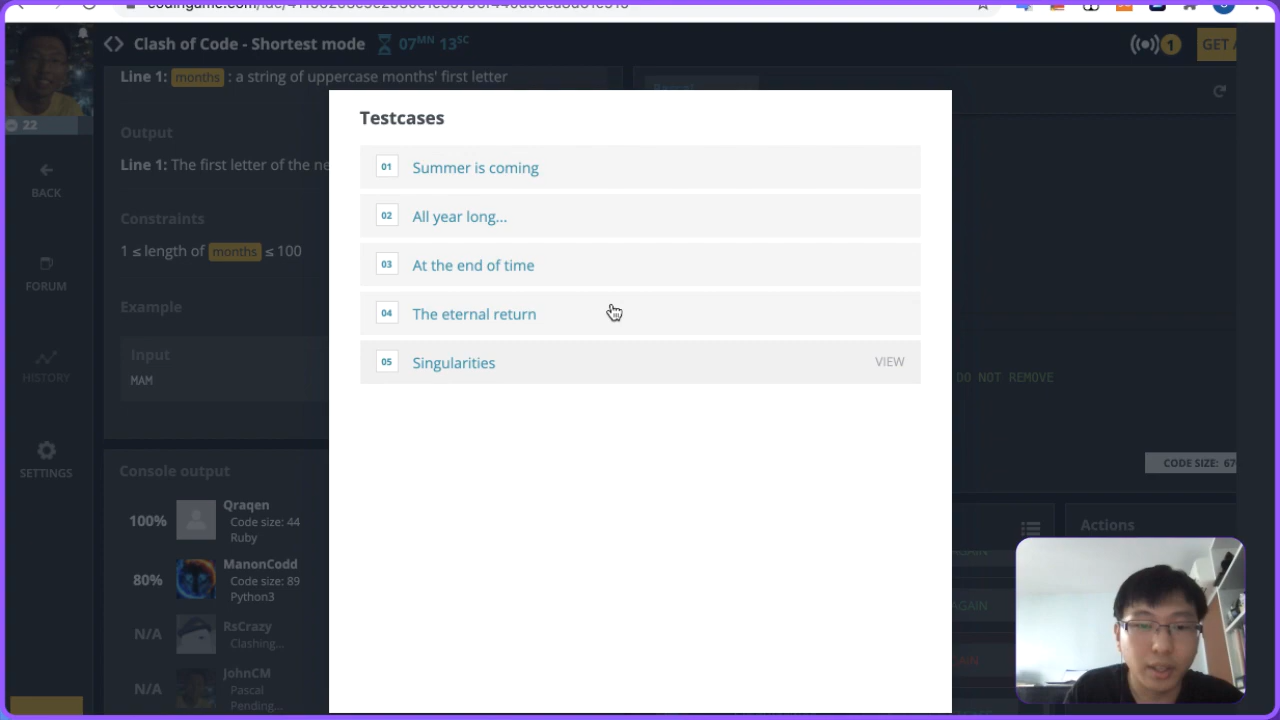 Clash of Code - Shortest mode
07MN 13SC
1
GET
22
BACK
FORUM
HISTORY
SETTINGS
Line 1: months : a string of uppercase months' first letter
Output
Line 1: The first letter of the ne
Constraints
1 ≤ length of months ≤ 100
Example
Input
MAM
Console output
100%
Qraqen
Code size: 44
Ruby
80%
ManonCodd
Code size: 89
Python3
N/A
RsCrazy
Clashing...
N/A
JohnCM
Pascal
Pending...
Testcases
01 Summer is coming
02 All year long...
03 At the end of time
04 The eternal return
05 Singularities
VIEW
DO NOT REMOVE
CODE SIZE:
Actions
AGAIN